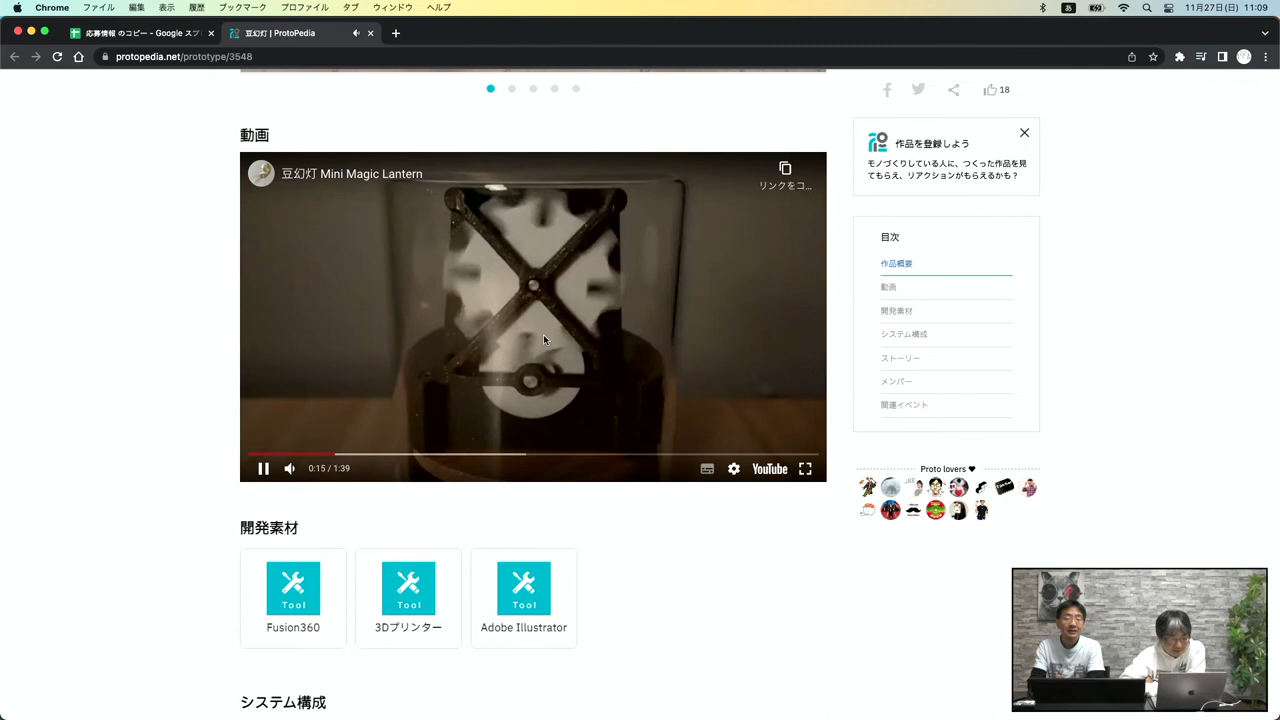 Chrome ファイル 編集 表示 履歴 ブックマーク プロファイル タブ ウィンドウ ヘルプ
あ 11月27日(日) 11:09
応募情報 のコピー - Google スプ
豆幻灯 | ProtoPedia
protopedia.net/prototype/3548
18
動画
豆幻灯 Mini Magic Lantern
リンクをコ...
0:15 / 1:39
YouTube
作品を登録しよう
モノづくりしている人に、つくった作品を見
てもらえ、リアクションがもらえるかも？
目次
作品概要
動画
開発素材
システム構成
ストーリー
メンバー
関連イベント
Proto lovers
開発素材
Tool
Fusion360
Tool
3Dプリンター
Tool
Adobe Illustrator
システム構成